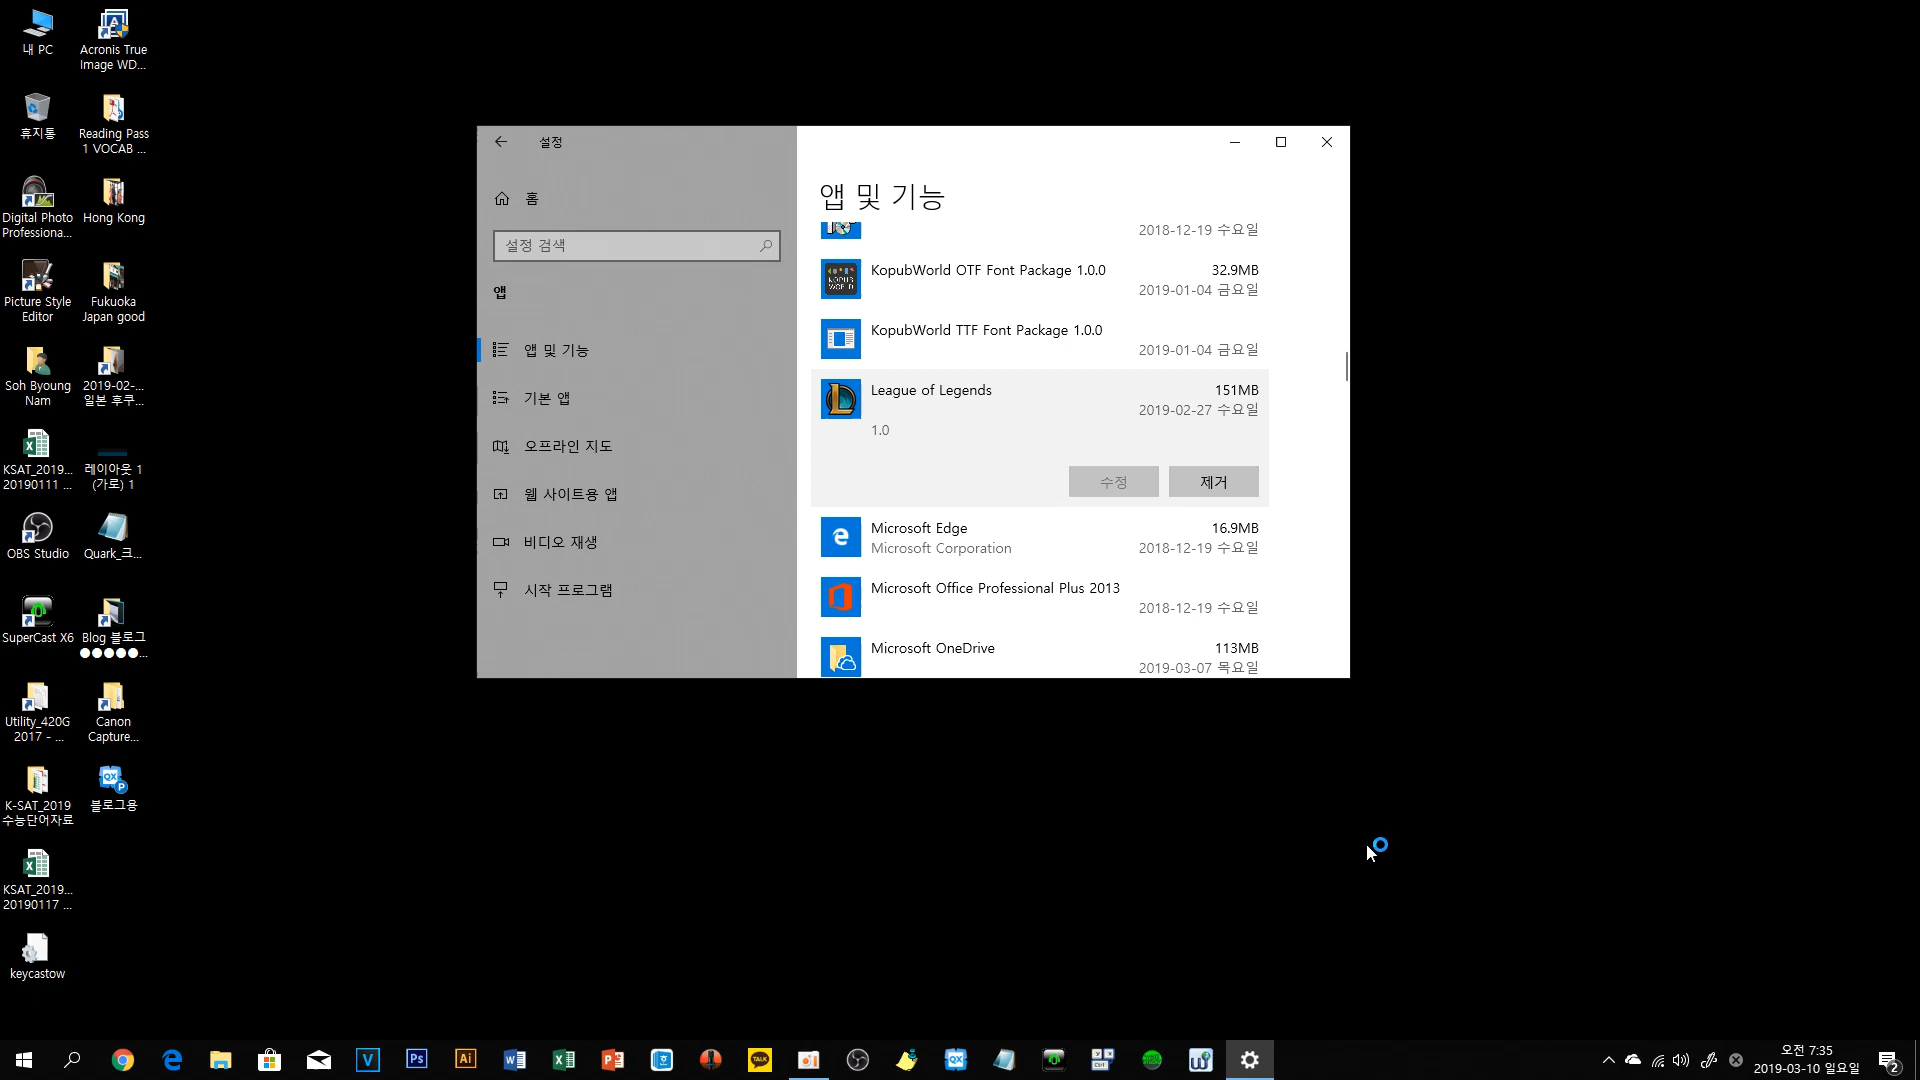 내 PC
Acronis True
Image WD...
휴지통
Reading Pass
1 VOCAB ...
Digital Photo
Professiona...
Hong Kong
Picture Style
Editor
Fukuoka
Japan good
Soh Byoung
Nam
2019-02-...
일본 후쿠...
KSAT_2019...
20190111 ...
레이아웃 1
(가로) 1
OBS Studio
Quark_크...
SuperCast X6
Blog 블로그
●●●●●...
Utility_420G
2017 - ...
Canon
Capture...
K-SAT_2019
수능단어자료
블로그용
KSAT_2019...
20190117 ...
keycastow
설정
홈
설정 검색
앱
앱 및 기능
기본 앱
오프라인 지도
웹 사이트용 앱
비디오 재생
시작 프로그램
앱 및 기능
2018-12-19 수요일
KOPUB
WORLD
KopubWorld OTF Font Package 1.0.0
32.9MB
2019-01-04 금요일
KopubWorld TTF Font Package 1.0.0
2019-01-04 금요일
League of Legends
151MB
2019-02-27 수요일
1.0
수정
제거
Microsoft Edge
16.9MB
Microsoft Corporation
2018-12-19 수요일
Microsoft Office Professional Plus 2013
2018-12-19 수요일
Microsoft OneDrive
113MB
2019-03-07 목요일
V
Ps
Ai
TALK
QX
오전 7:35
2019-03-10 일요일
2